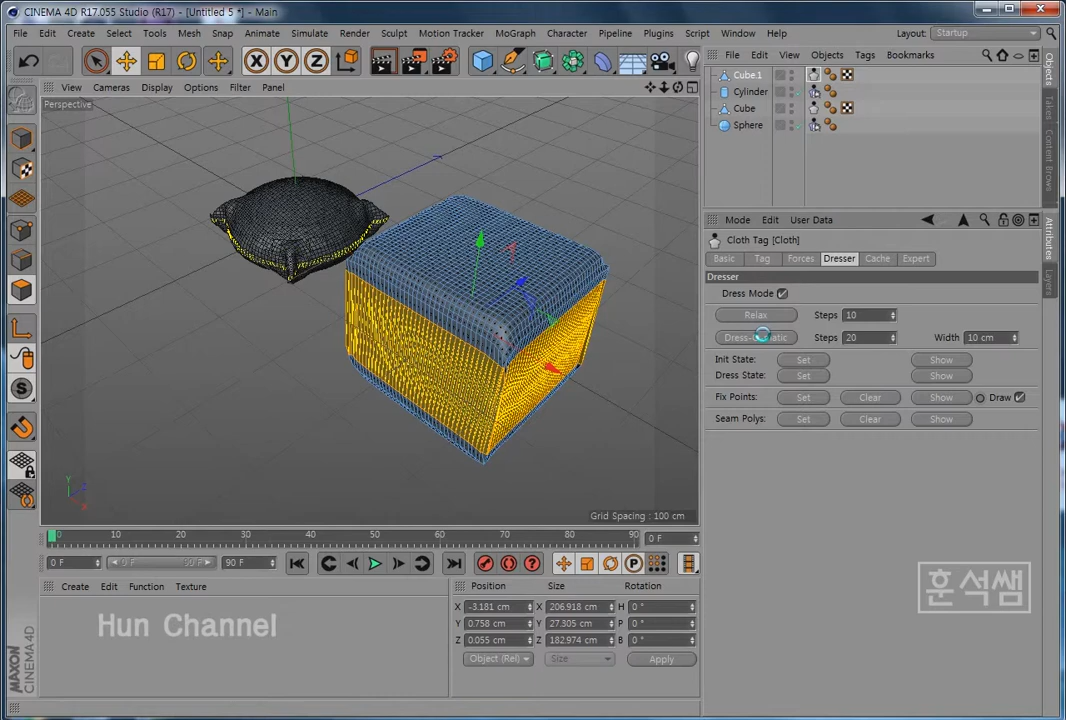 CINEMA 4D R17.055 Studio (R17) - [Untitled 5 *] - Main
File Edit Create Select Tools Mesh Snap Animate Simulate Render Sculpt Motion Tracker MoGraph Character Pipeline Plugins Script Window Help Layout: Startup
X Y Z
File Edit View Objects Tags Bookmarks
View Cameras Display Options Filter Panel
Perspective
Cube.1
Cylinder
Cube
Sphere
Objects
Takes
Content Browser
Attributes
Layers
Mode Edit User Data
Cloth Tag [Cloth]
Basic Tag Forces Dresser Cache Expert
Dresser
Dress Mode
Relax Steps 10
Steps 20 Width 10 cm
Init State: Set Show
Dress State: Set Show
Fix Points: Set Clear Show Draw
Seam Polys: Set Clear Show
S
Y Z X
Grid Spacing : 100 cm
0 10 20 30 40 50 60 70 80 90 0 F
0 F 0 F 90 F 90 F
P
Create Edit Function Texture
Position Size Rotation
X -3.181 cm X 206.918 cm H 0 °
Y 0.758 cm Y 27.305 cm P 0 °
Z 0.055 cm Z 182.974 cm B 0 °
Object (Rel) Size Apply
Hun Channel
훈석쌤
MAXON CINEMA 4D